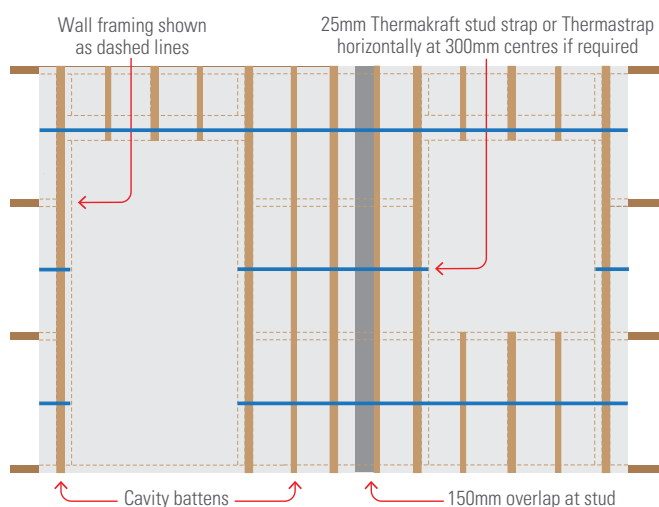 Wall framing shown
as dashed lines
25mm Thermakraft stud strap or Thermastrap
horizontally at 300mm centres if required
Cavity battens
150mm overlap at stud